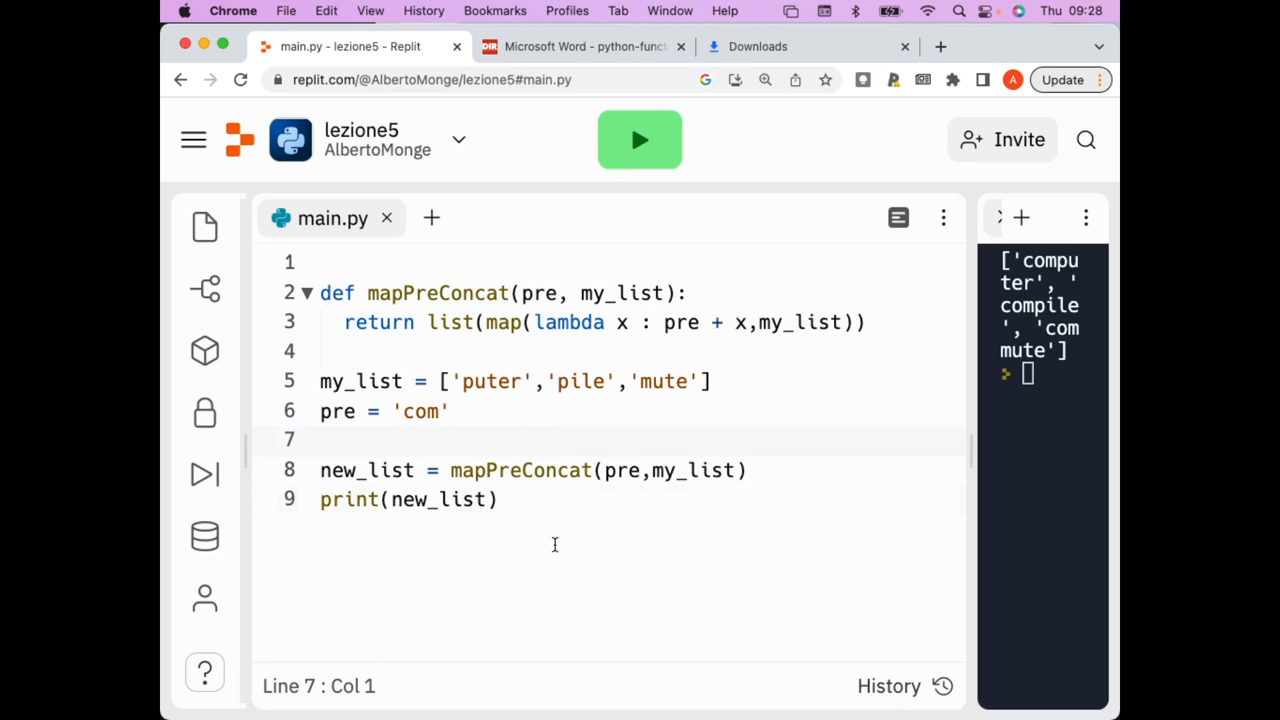 Chrome File Edit View History Bookmarks Profiles Tab Window Help Thu 09:28
main.py - lezione5 - Replit
DIR Microsoft Word - python-funct
Downloads
replit.com/@AlbertoMonge/lezione5#main.py
A
Update
lezione5
AlbertoMonge
Invite
main.py
1
2 def mapPreConcat(pre, my_list):
3 return list(map(lambda x : pre + x,my_list))
4
5 my_list = ['puter','pile','mute']
6 pre = 'com'
7
8 new_list = mapPreConcat(pre,my_list)
9 print(new_list)
['compu
ter', '
compile
', 'com
mute']
?
Line 7 : Col 1
History